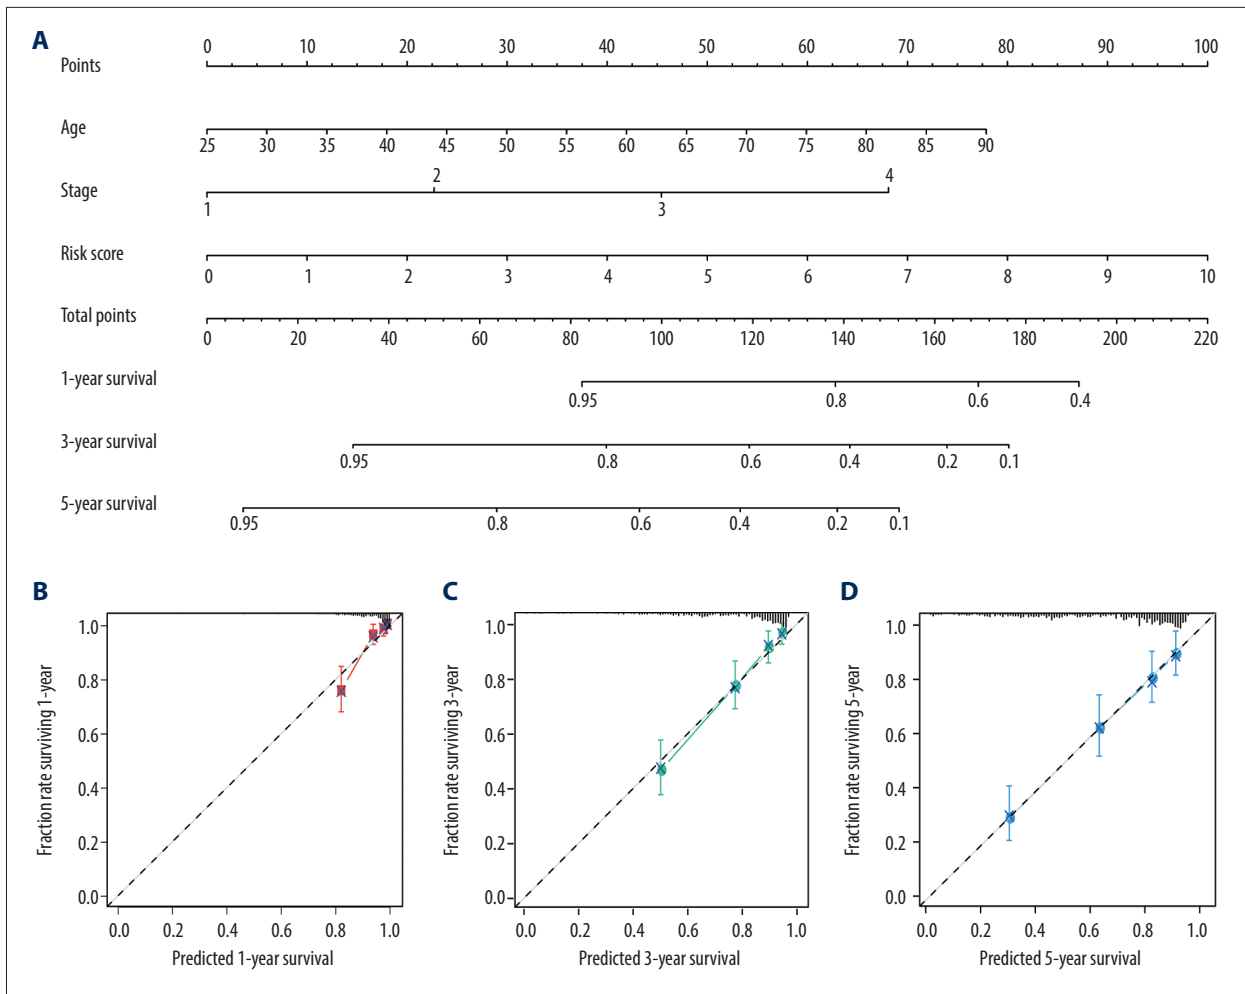 A
0 10 20 30 40 50 60 70 80 90 100
Points
Age
25 30 35 40 45 50 55 60 65 70 75 80 85 90
2 4
Stage
1 3
Risk score
0 1 2 3 4 5 6 7 8 9 10
Total points
0 20 40 60 80 100 120 140 160 180 200 220
1-year survival
0.95 0.8 0.6 0.4
3-year survival
0.95 0.8 0.6 0.4 0.2 0.1
5-year survival
0.95 0.8 0.6 0.4 0.2 0.1
B
Fraction rate surviving 1-year
1.0
0.8
0.6
0.4
0.2
0.0
0.0 0.2 0.4 0.6 0.8 1.0
Predicted 1-year survival
C
Fraction rate surviving 3-year
1.0
0.8
0.6
0.4
0.2
0.0
0.0 0.2 0.4 0.6 0.8 1.0
Predicted 3-year survival
D
Fraction rate surviving 5-year
1.0
0.8
0.6
0.4
0.2
0.0
0.0 0.2 0.4 0.6 0.8 1.0
Predicted 5-year survival